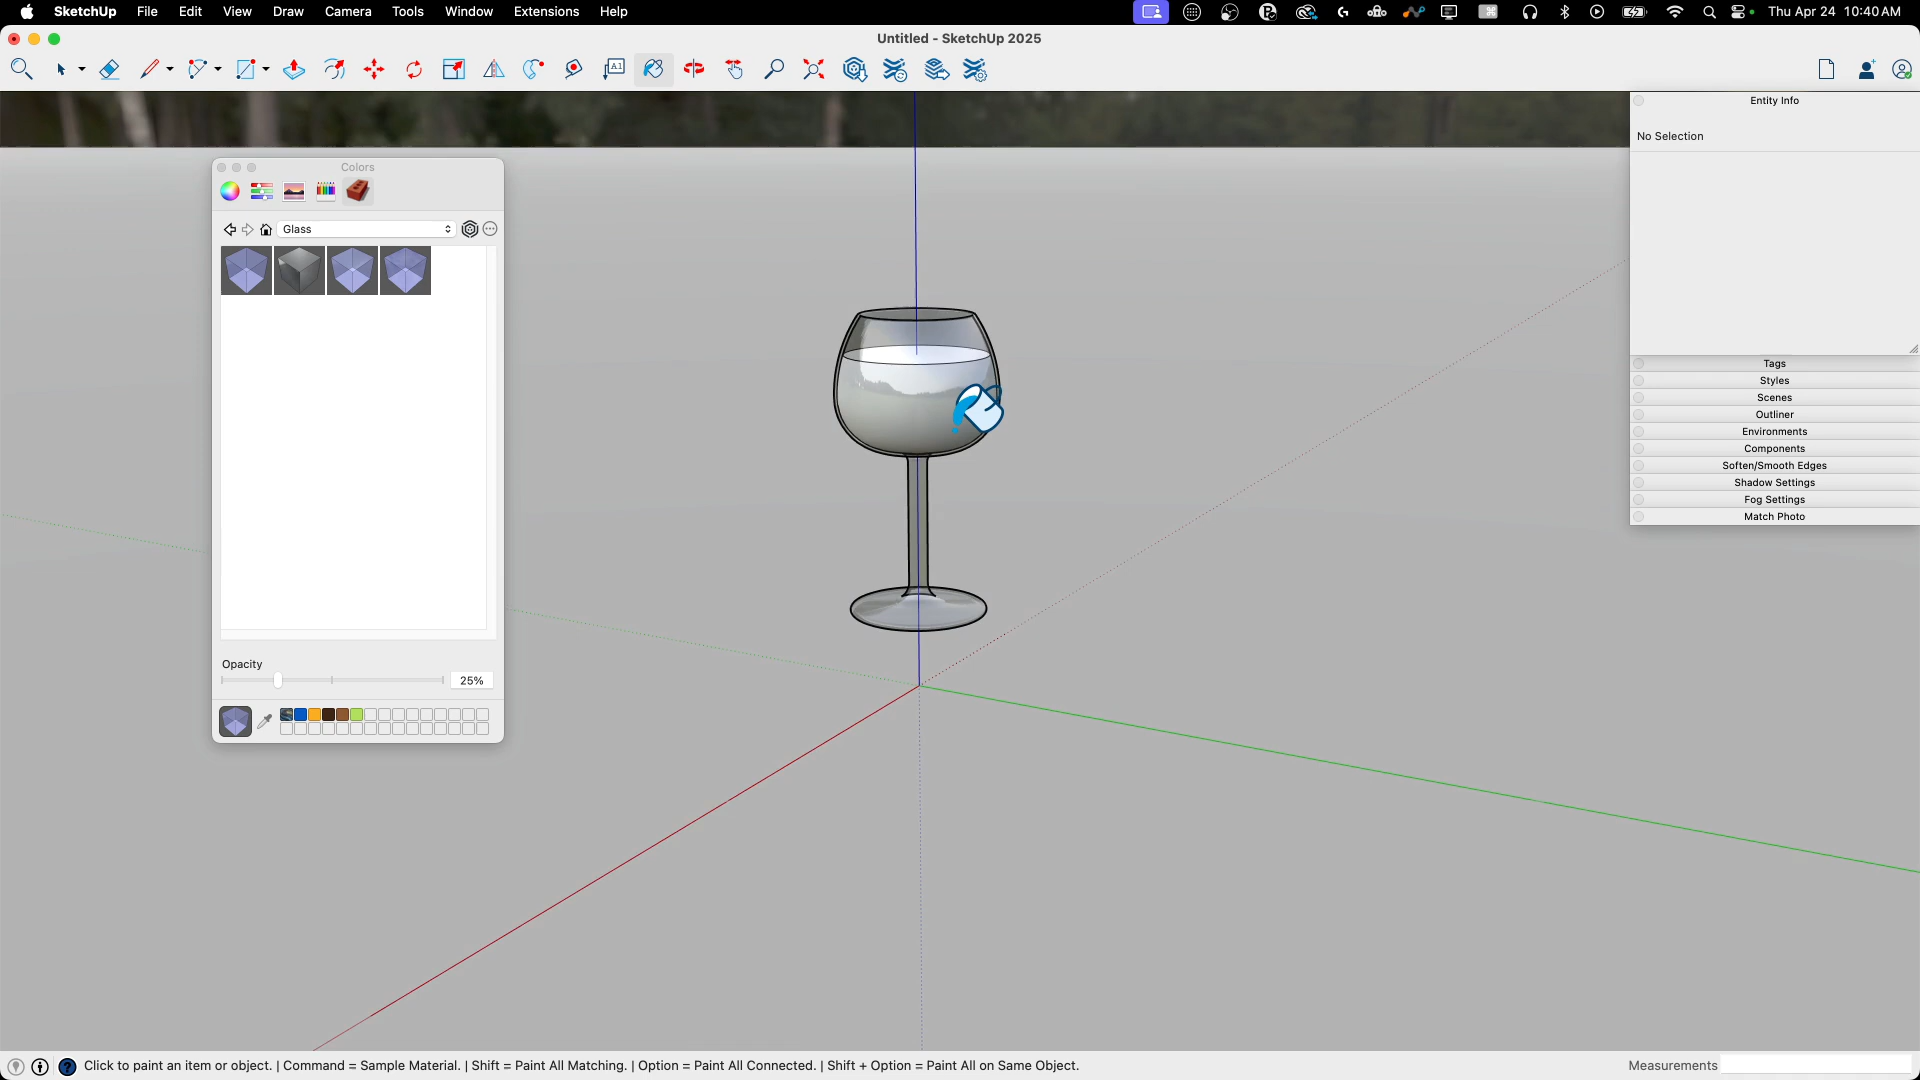 SketchUp File Edit View Draw Camera Tools Window Extensions Help Thu Apr 24 10:40 AM
Untitled - SketchUp 2025
A1
Entity Info
No Selection
Colors
Glass
Opacity
25%
Tags
Styles
Scenes
Outliner
Environments
Components
Soften/Smooth Edges
Shadow Settings
Fog Settings
Match Photo
Click to paint an item or object. | Command = Sample Material. | Shift = Paint All Matching. | Option = Paint All Connected. | Shift + Option = Paint All on Same Object. Measurements